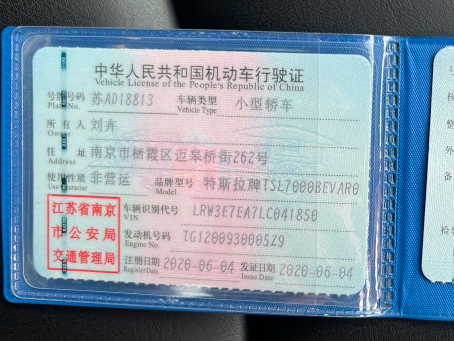 中华人民共和国机动车行驶证
Vehicle License of the People's Republic of China
号牌号码 苏AD18813 车辆类型 小型轿车
Plate No. Vehicle Type
所有人 刘卉
Owner
住址 南京市栖霞区迈皋桥街262号
Address
使用性质 非营运 品牌型号 特斯拉牌TSL7000BEVAR0
Use Character Model
江苏省南京
市公安局
交通管理局
车辆识别代号 LRW3E7EA7LC041850
VIN
发动机号码 TG1200930005Z9
Engine No.
注册日期 2020-06-04 发证日期 2020-06-04
Register Date Issue Date